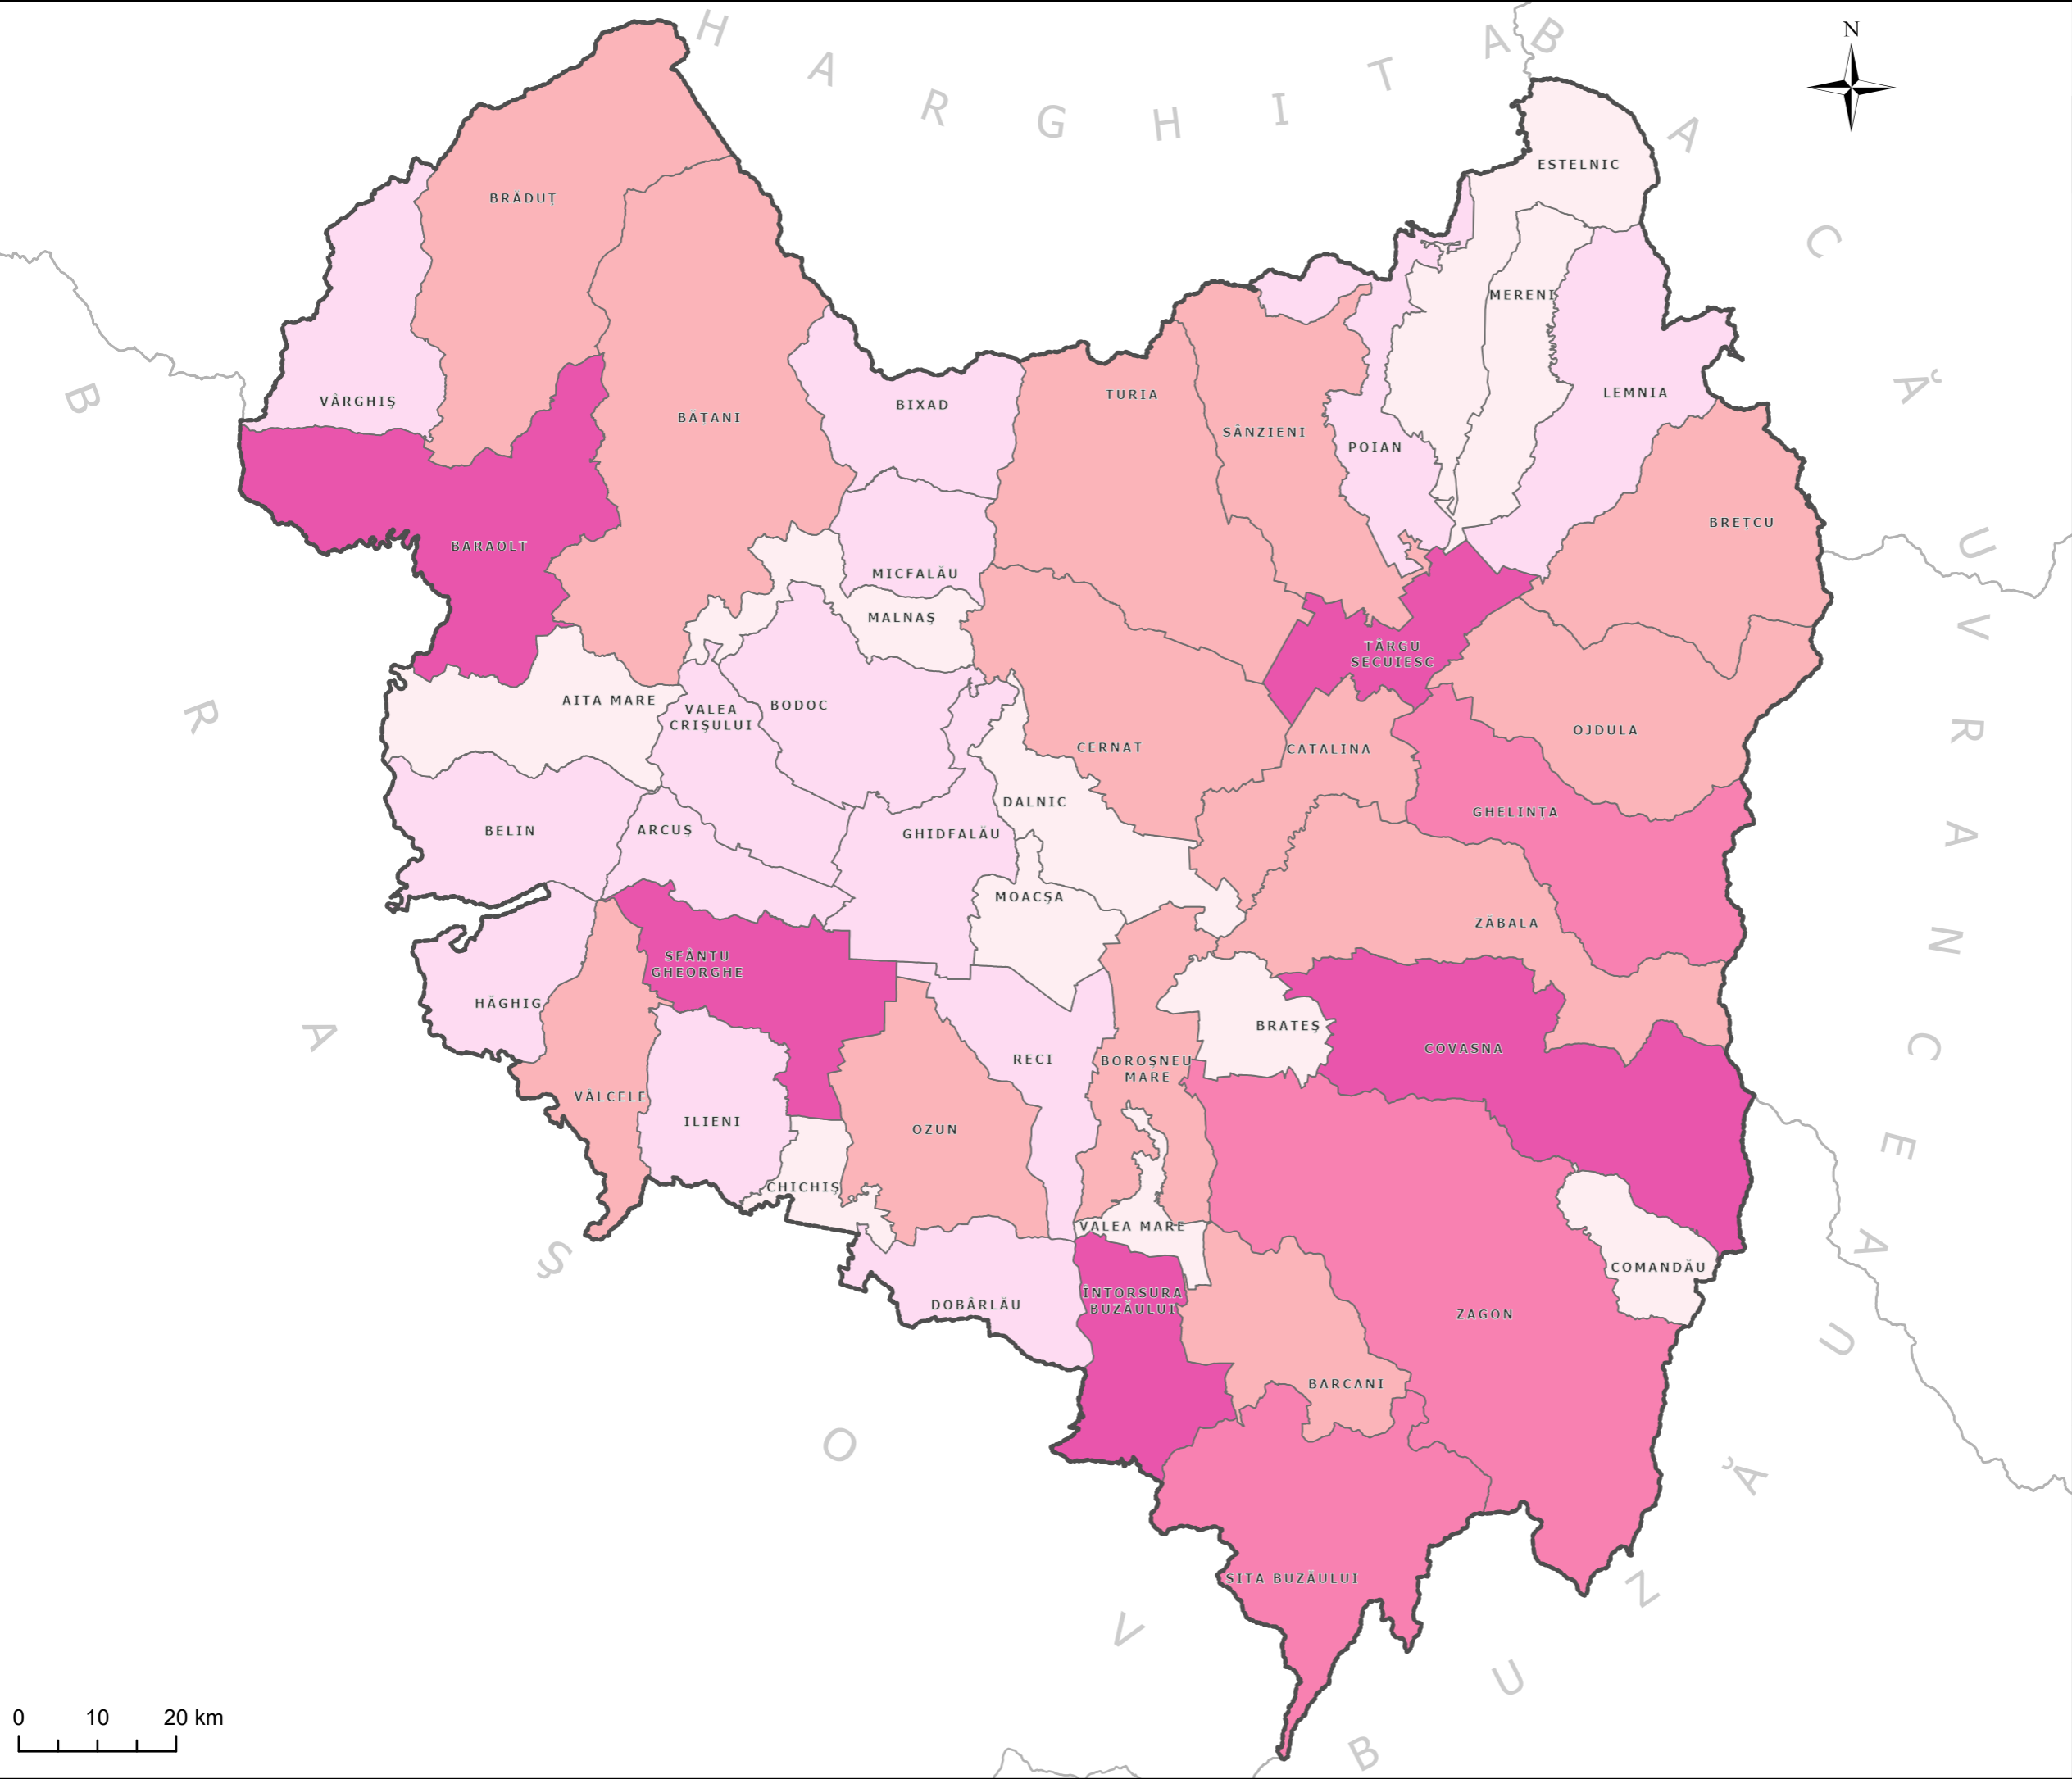 HARGHITA
BACĂU
N
ESTELNIC
BRĂDUȚ
MERENI
VÂRGHIȘ
BIXAD
TURIA
LEMNIA
BAȚANI
SÂNZIENI
POIAN
BRETCU
BARAOLT
MICFALĂU
MALNAȘ
TÂRGU
SECUIESC
AITA MARE
VALEA
CRIȘULUI
BODOC
OJDULA
CERNAT
CATALINA
DALNIC
GHELINȚA
BELIN
ARCUȘ
GHIDFALĂU
MOACȘA
ZĂBALA
SFÂNTU
GHEORGHE
HĂGHIG
BRATEȘ
COVASNA
RECI
BOROȘNEU
MARE
VÂLCELE
ILIENI
OZUN
CHICHIȘ
VALEA MARE
COMANDĂU
ÎNTORSURA
BUZĂULUI
DOBÂRLĂU
ZAGON
BARCANI
SITA BUZĂULUI
BRAȘOV
VRANCEA
BUZĂU
0 10 20 km